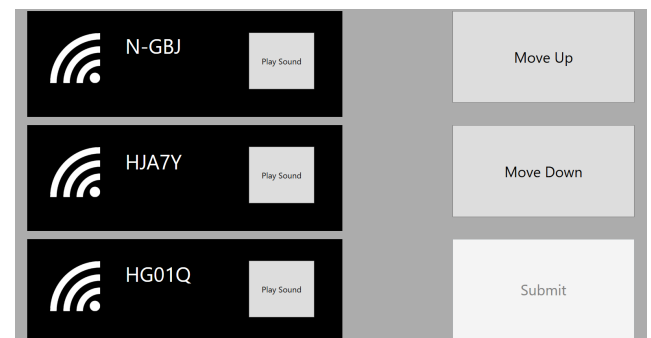 N-GBJ
Play Sound
Move Up
HJA7Y
Play Sound
Move Down
HG01Q
Play Sound
Submit